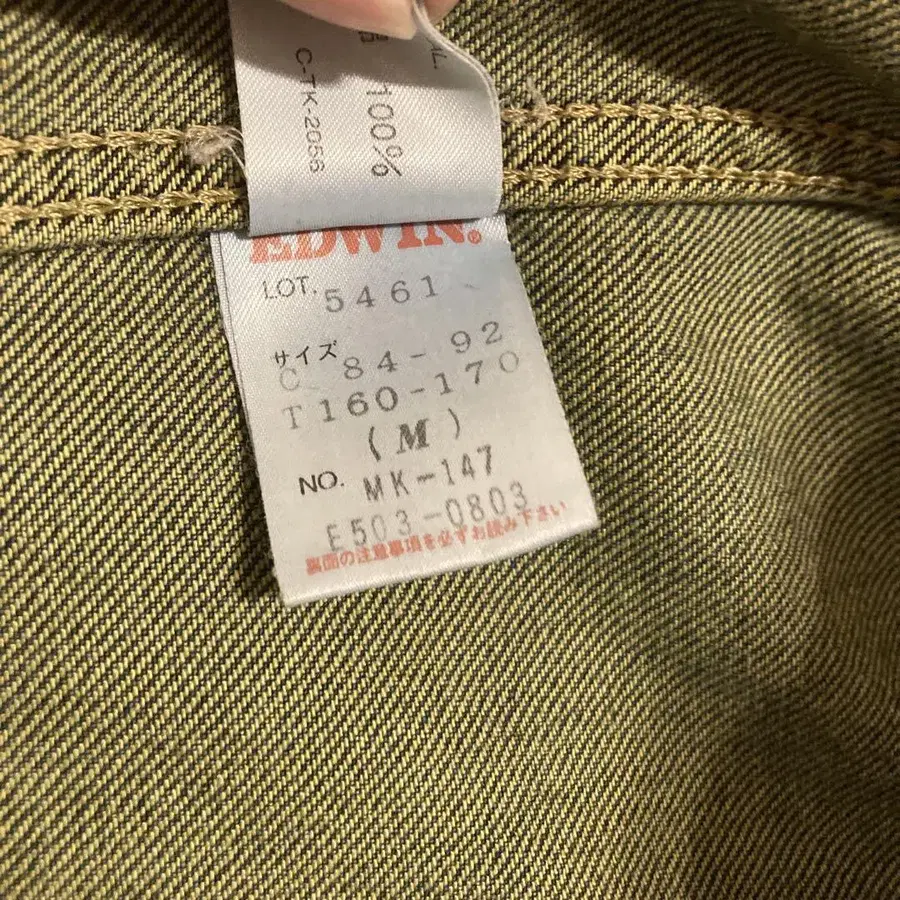 AL.
100%
C-TK-2056
EDWIN®
LOT. 5461
サイズ
C 84-92
T160-170
(M)
NO. MK-147
E503-0803
裏面の注意事項を必ずお読み下さい